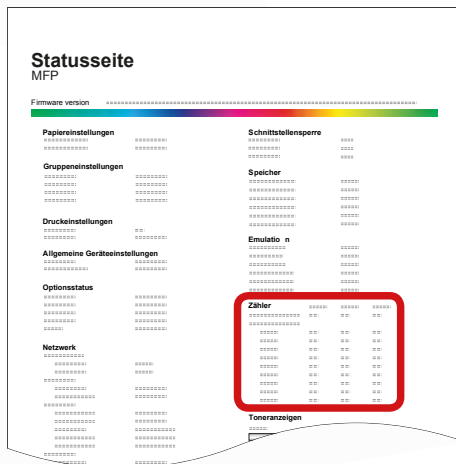 Statusseite
MFP
Firmware version
Papiereinstellungen
Gruppeneinstellungen
Druckeinstellungen
Allgemeine Geräteeinstellungen
Optionsstatus
Netzwerk
Schnittstellensperre
Speicher
Emulatio n
Zähler
Toneranzeigen